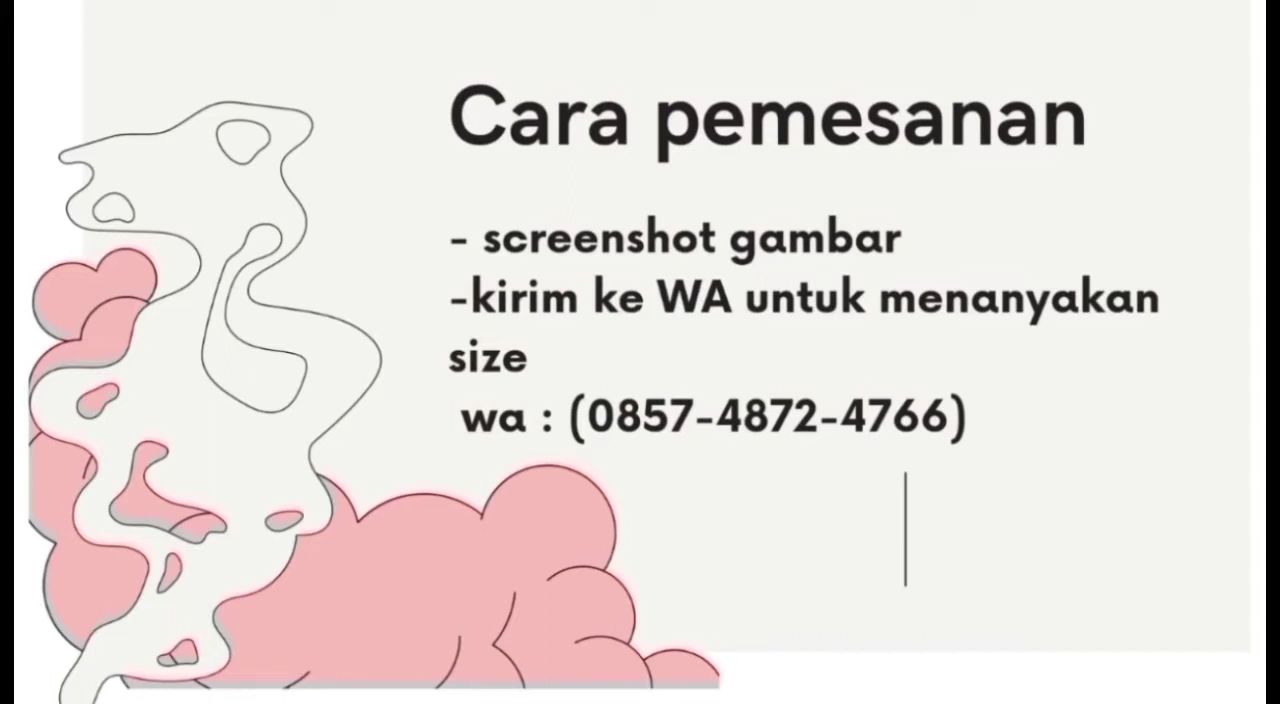 Cara pemesanan
- screenshot gambar
-kirim ke WA untuk menanyakan
size
wa : (0857-4872-4766)